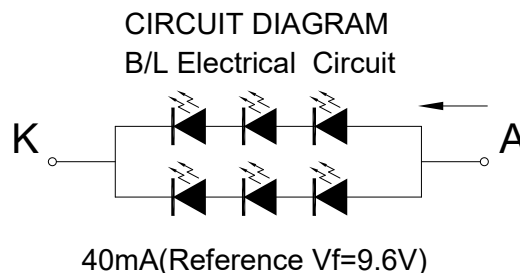 CIRCUIT DIAGRAM
B/L Electrical Circuit
K
A
40mA(Reference Vf=9.6V)